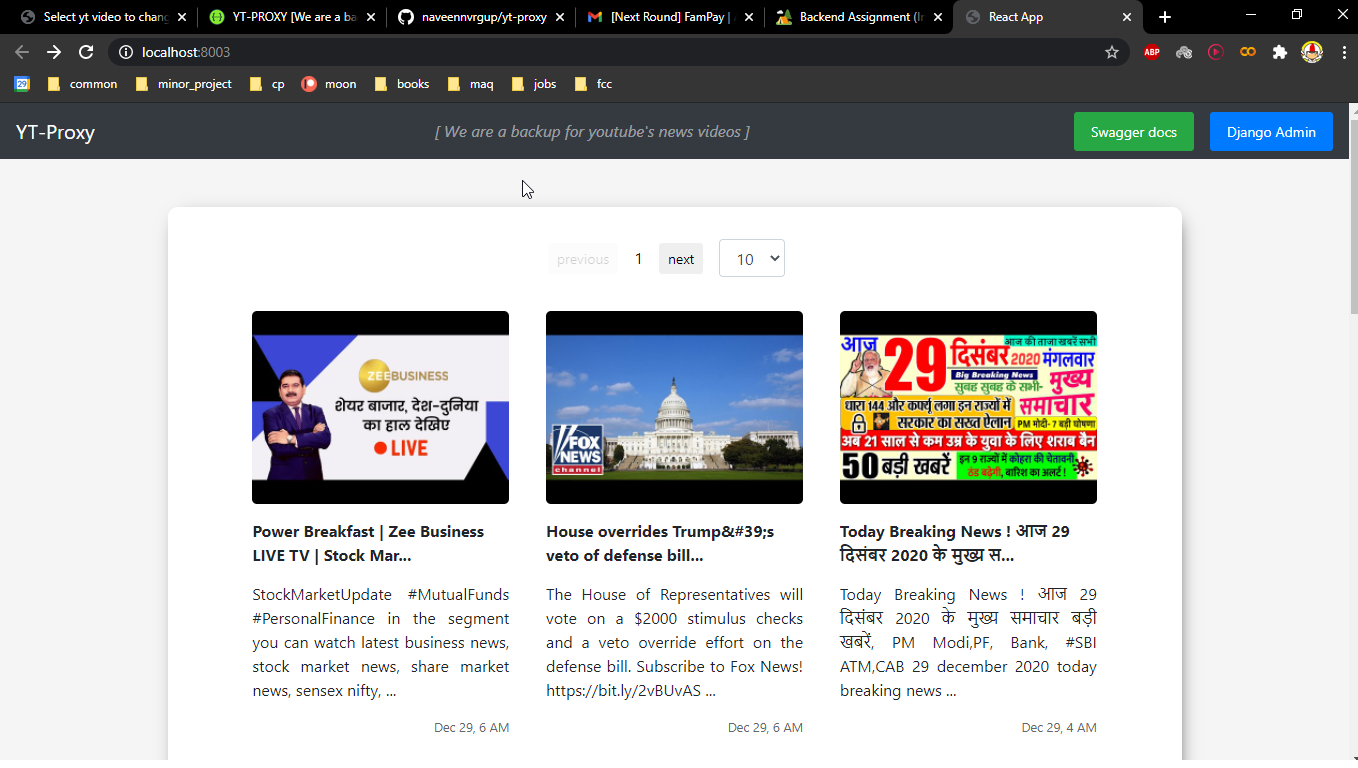 Select yt video to chang
YT-PROXY [We are a ba
naveennvrgup/yt-proxy
[Next Round] FamPay |
Backend Assignment (In
React App
localhost:8003
ABP
29
common
minor_project
cp
moon
books
maq
jobs
fcc
YT-Proxy
[ We are a backup for youtube's news videos ]
Swagger docs
Django Admin
previous
1
next
10
ZEEBUSINESS
शेयर बाजार, देश-दुनिया
का हाल देखिए
LIVE
FOX
NEWS
channel
आज
29
दिसंबर
2020
आज की ताजा खबरें सभी
मंगलवार
Big Breaking News
सुबह सुबह के सभी-
मुख्य
समाचार
धारा 144 और कर्फ्यू लगा इन राज्यों में
सरकार का सख्त ऐलान
PM मोदी- 7 बड़ी घोषणा
अब 21 साल से कम उम्र के युवा के लिए शराब बैन
50 बड़ी खबरें
इन 9 राज्यों में कोहरा की चेतावनी
ठंड बढ़ेगी, बारिश का अलर्ट !
Power Breakfast | Zee Business
LIVE TV | Stock Mar...
House overrides Trump&#39;s
veto of defense bill...
Today Breaking News ! आज 29
दिसंबर 2020 के मुख्य स...
StockMarketUpdate #MutualFunds
#PersonalFinance in the segment
you can watch latest business news,
stock market news, share market
news, sensex nifty, ...
The House of Representatives will
vote on a $2000 stimulus checks
and a veto override effort on the
defense bill. Subscribe to Fox News!
https://bit.ly/2vBUvAS ...
Today Breaking News ! आज 29
दिसंबर 2020 के मुख्य समाचार बड़ी
खबरें, PM Modi,PF, Bank, #SBI
ATM,CAB 29 december 2020 today
breaking news ...
Dec 29, 6 AM
Dec 29, 6 AM
Dec 29, 4 AM